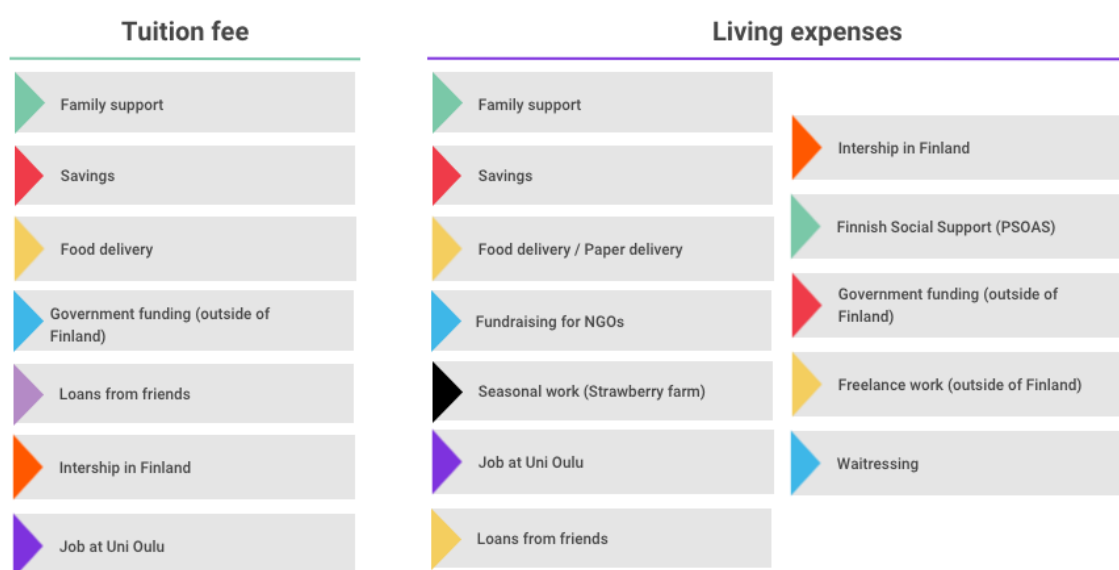 Tuition fee
Family support
Savings
Food delivery
Government funding (outside of
Finland)
Loans from friends
Intership in Finland
Job at Uni Oulu
Living expenses
Family support
Savings
Food delivery / Paper delivery
Fundraising for NGOs
Seasonal work (Strawberry farm)
Job at Uni Oulu
Loans from friends
Intership in Finland
Finnish Social Support (PSOAS)
Government funding (outside of
Finland)
Freelance work (outside of Finland)
Waitressing